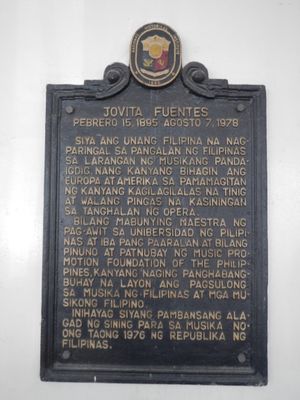 JOVITA FUENTES
PEBRERO 15, 1895 AGOSTO 7, 1978
SIYA ANG UNANG FILIPINA NA NAG-
PARINGAL SA PANGALAN NG FILIPINAS
SA LARANGAN NG MUSIKANG PANDA-
IGDIG, NANG KANYANG BIHAGIN ANG
EUROPA AT AMERIKA SA PAMAMAGITAN
NG KANYANG KAGILAGILALAS NA TINIG
AT WALANG PINGAS NA KASININGAN
SA TANGHALAN NG OPERA.
BILANG MABUNYING MAESTRA NG
PAG-AWIT SA UNIBERSIDAD NG PILIPI-
NAS AT IBA PANG PAARALAN AT BILANG
PINUNO AT PATNUBAY NG MUSIC PRO-
MOTION FOUNDATION OF THE PHILIP-
PINES, KANYANG NAGING PANGHABANG-
BUHAY NA LAYON ANG PAGSULONG
SA MUSIKA NG FILIPINAS AT MGA MU-
SIKONG FILIPINO.
INIHAYAG SIYANG PAMBANSANG ALA-
GAD NG SINING PARA SA MUSIKA NO-
ONG TAONG 1976 NG REPUBLIKA NG
FILIPINAS.